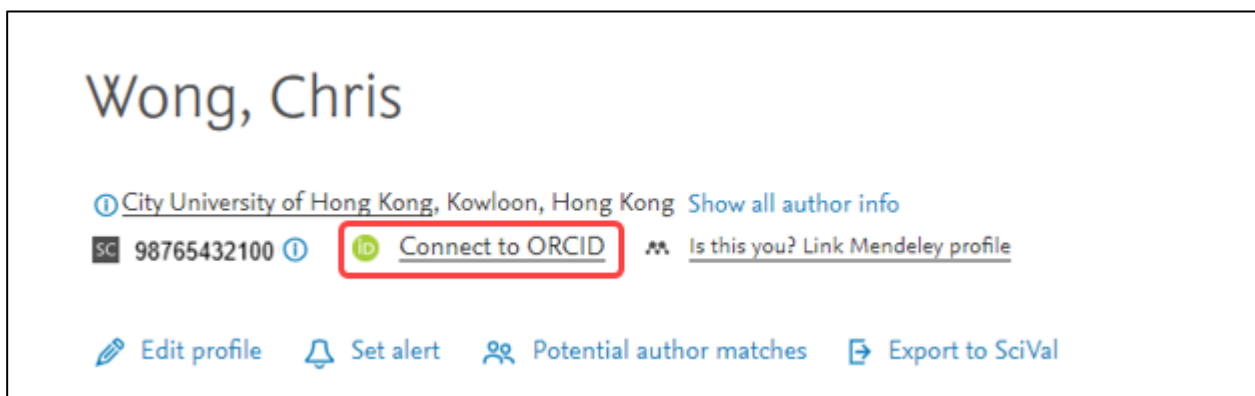 Wong, Chris
City University of Hong Kong, Kowloon, Hong Kong Show all author info
SC 98765432100 iD Connect to ORCID Is this you? Link Mendeley profile
Edit profile Set alert Potential author matches Export to SciVal